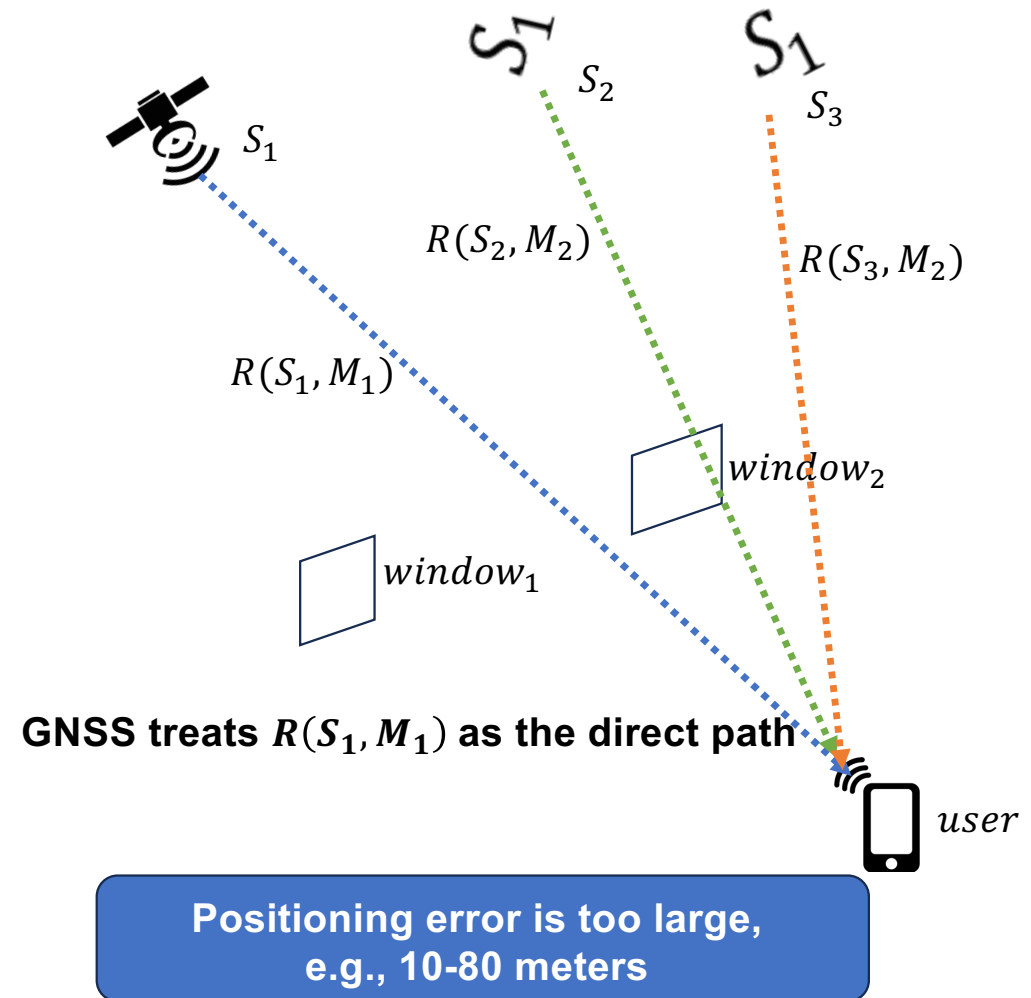 S₁
S₁
S₂
S₃
S₁
R(S₂, M₂)
R(S₃, M₂)
R(S₁, M₁)
window₂
window₁
GNSS treats R(S₁, M₁) as the direct path
user
Positioning error is too large,
e.g., 10-80 meters